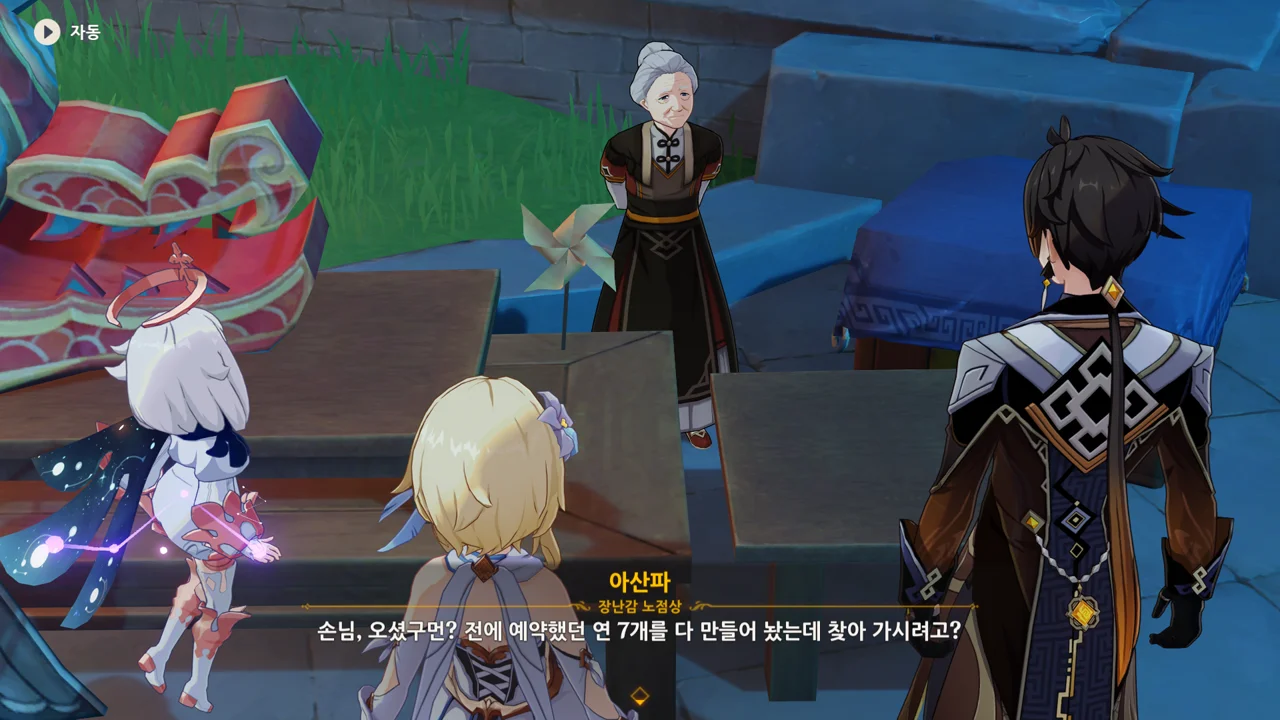 자동
아산파
장난감 노점상
손님, 오셨구먼? 전에 예약했던 연 7개를 다 만들어 놨는데 찾아 가시려고?